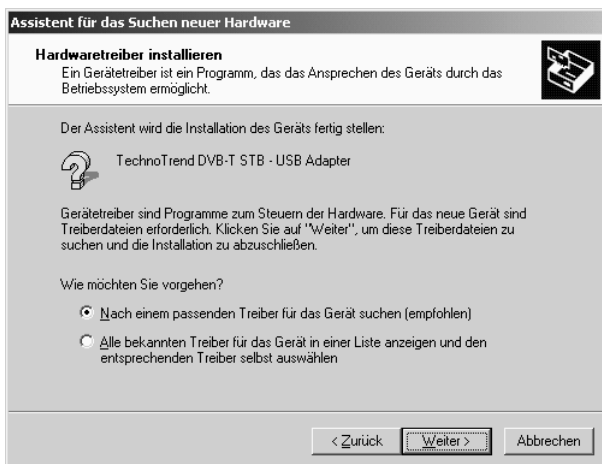 Assistent für das Suchen neuer Hardware
Hardwaretreiber installieren
Ein Gerätetreiber ist ein Programm, das das Ansprechen des Geräts durch das
Betriebssystem ermöglicht.
Der Assistent wird die Installation des Geräts fertig stellen:
TechnoTrend DVB-T STB - USB Adapter
Gerätetreiber sind Programme zum Steuern der Hardware. Für das neue Gerät sind
Treiberdateien erforderlich. Klicken Sie auf "Weiter", um diese Treiberdateien zu
suchen und die Installation zu abzuschließen.
Wie möchten Sie vorgehen?
Nach einem passenden Treiber für das Gerät suchen (empfohlen)
Alle bekannten Treiber für das Gerät in einer Liste anzeigen und den
entsprechenden Treiber selbst auswählen
< Zurück Weiter > Abbrechen